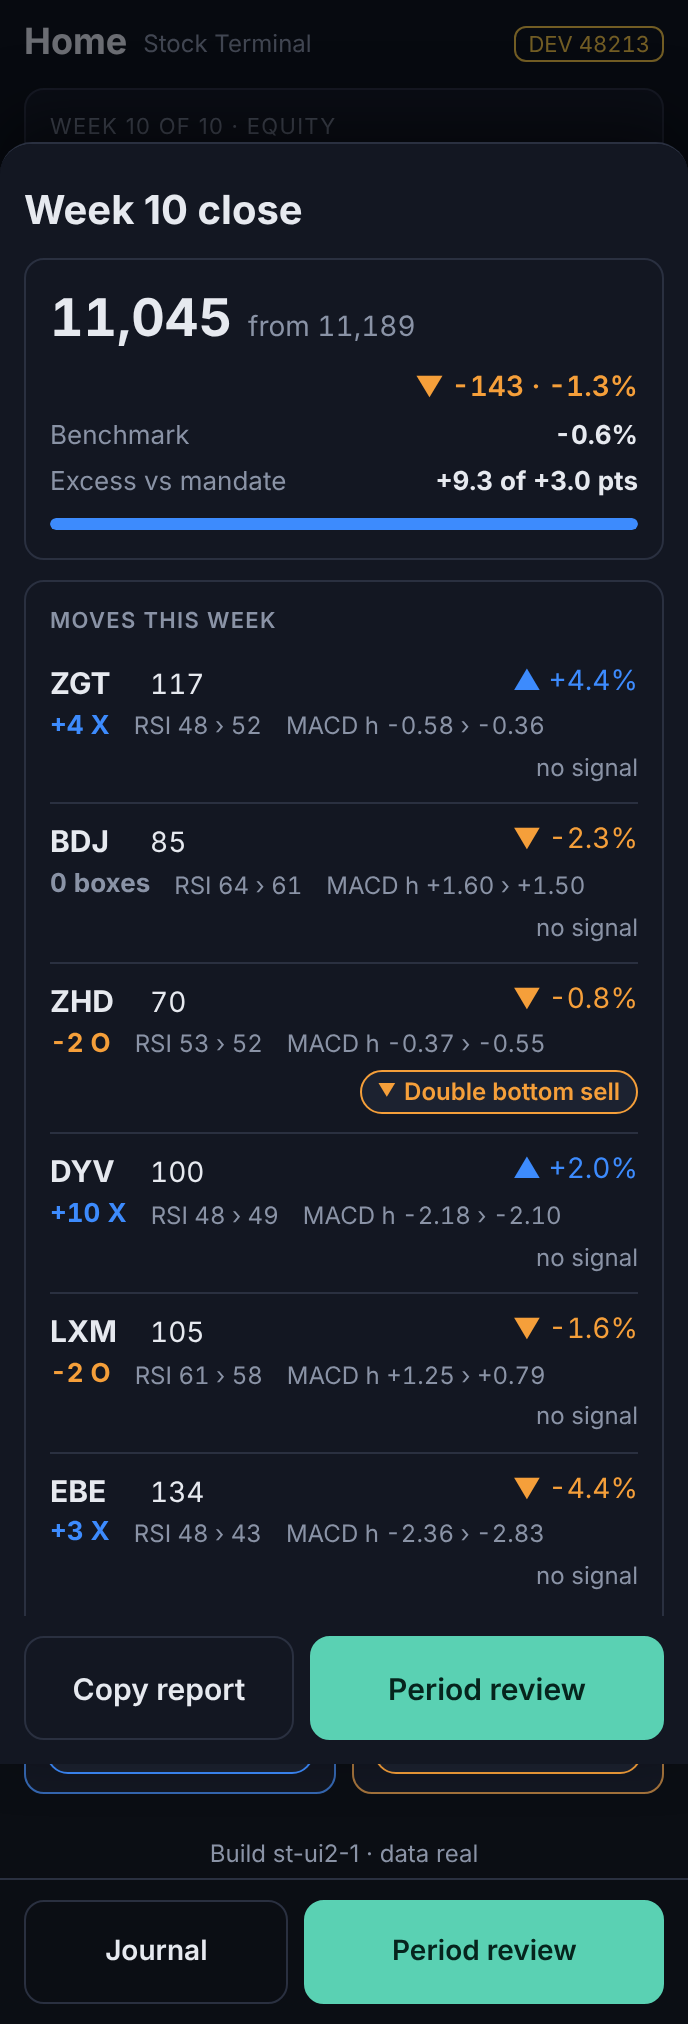 Home Stock Terminal DEV 48213
WEEK 10 OF 10 · EQUITY
Week 10 close
11,045 from 11,189
▼ -143 · -1.3%
Benchmark -0.6%
Excess vs mandate +9.3 of +3.0 pts
MOVES THIS WEEK
ZGT 117 ▲ +4.4%
+4 X RSI 48 › 52 MACD h -0.58 › -0.36
no signal
BDJ 85 ▼ -2.3%
0 boxes RSI 64 › 61 MACD h +1.60 › +1.50
no signal
ZHD 70 ▼ -0.8%
-2 O RSI 53 › 52 MACD h -0.37 › -0.55
▼ Double bottom sell
DYV 100 ▲ +2.0%
+10 X RSI 48 › 49 MACD h -2.18 › -2.10
no signal
LXM 105 ▼ -1.6%
-2 O RSI 61 › 58 MACD h +1.25 › +0.79
no signal
EBE 134 ▼ -4.4%
+3 X RSI 48 › 43 MACD h -2.36 › -2.83
no signal
Copy report Period review
Build st-ui2-1 · data real
Journal Period review